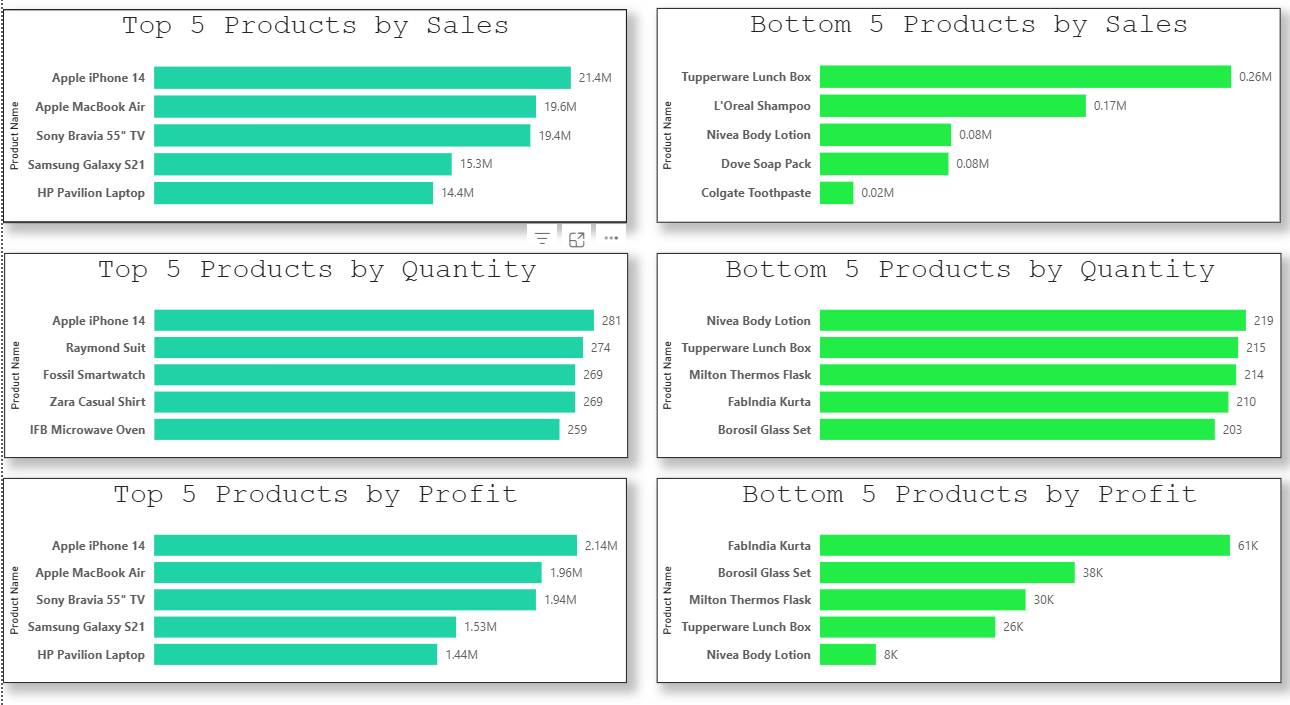 Top 5 Products by Sales
Product Name
Apple iPhone 14 21.4M
Apple MacBook Air 19.6M
Sony Bravia 55" TV 19.4M
Samsung Galaxy S21 15.3M
HP Pavilion Laptop 14.4M
Bottom 5 Products by Sales
Product Name
Tupperware Lunch Box 0.26M
L'Oreal Shampoo 0.17M
Nivea Body Lotion 0.08M
Dove Soap Pack 0.08M
Colgate Toothpaste 0.02M
Top 5 Products by Quantity
Product Name
Apple iPhone 14 281
Raymond Suit 274
Fossil Smartwatch 269
Zara Casual Shirt 269
IFB Microwave Oven 259
Bottom 5 Products by Quantity
Product Name
Nivea Body Lotion 219
Tupperware Lunch Box 215
Milton Thermos Flask 214
FabIndia Kurta 210
Borosil Glass Set 203
Top 5 Products by Profit
Product Name
Apple iPhone 14 2.14M
Apple MacBook Air 1.96M
Sony Bravia 55" TV 1.94M
Samsung Galaxy S21 1.53M
HP Pavilion Laptop 1.44M
Bottom 5 Products by Profit
Product Name
FabIndia Kurta 61K
Borosil Glass Set 38K
Milton Thermos Flask 30K
Tupperware Lunch Box 26K
Nivea Body Lotion 8K